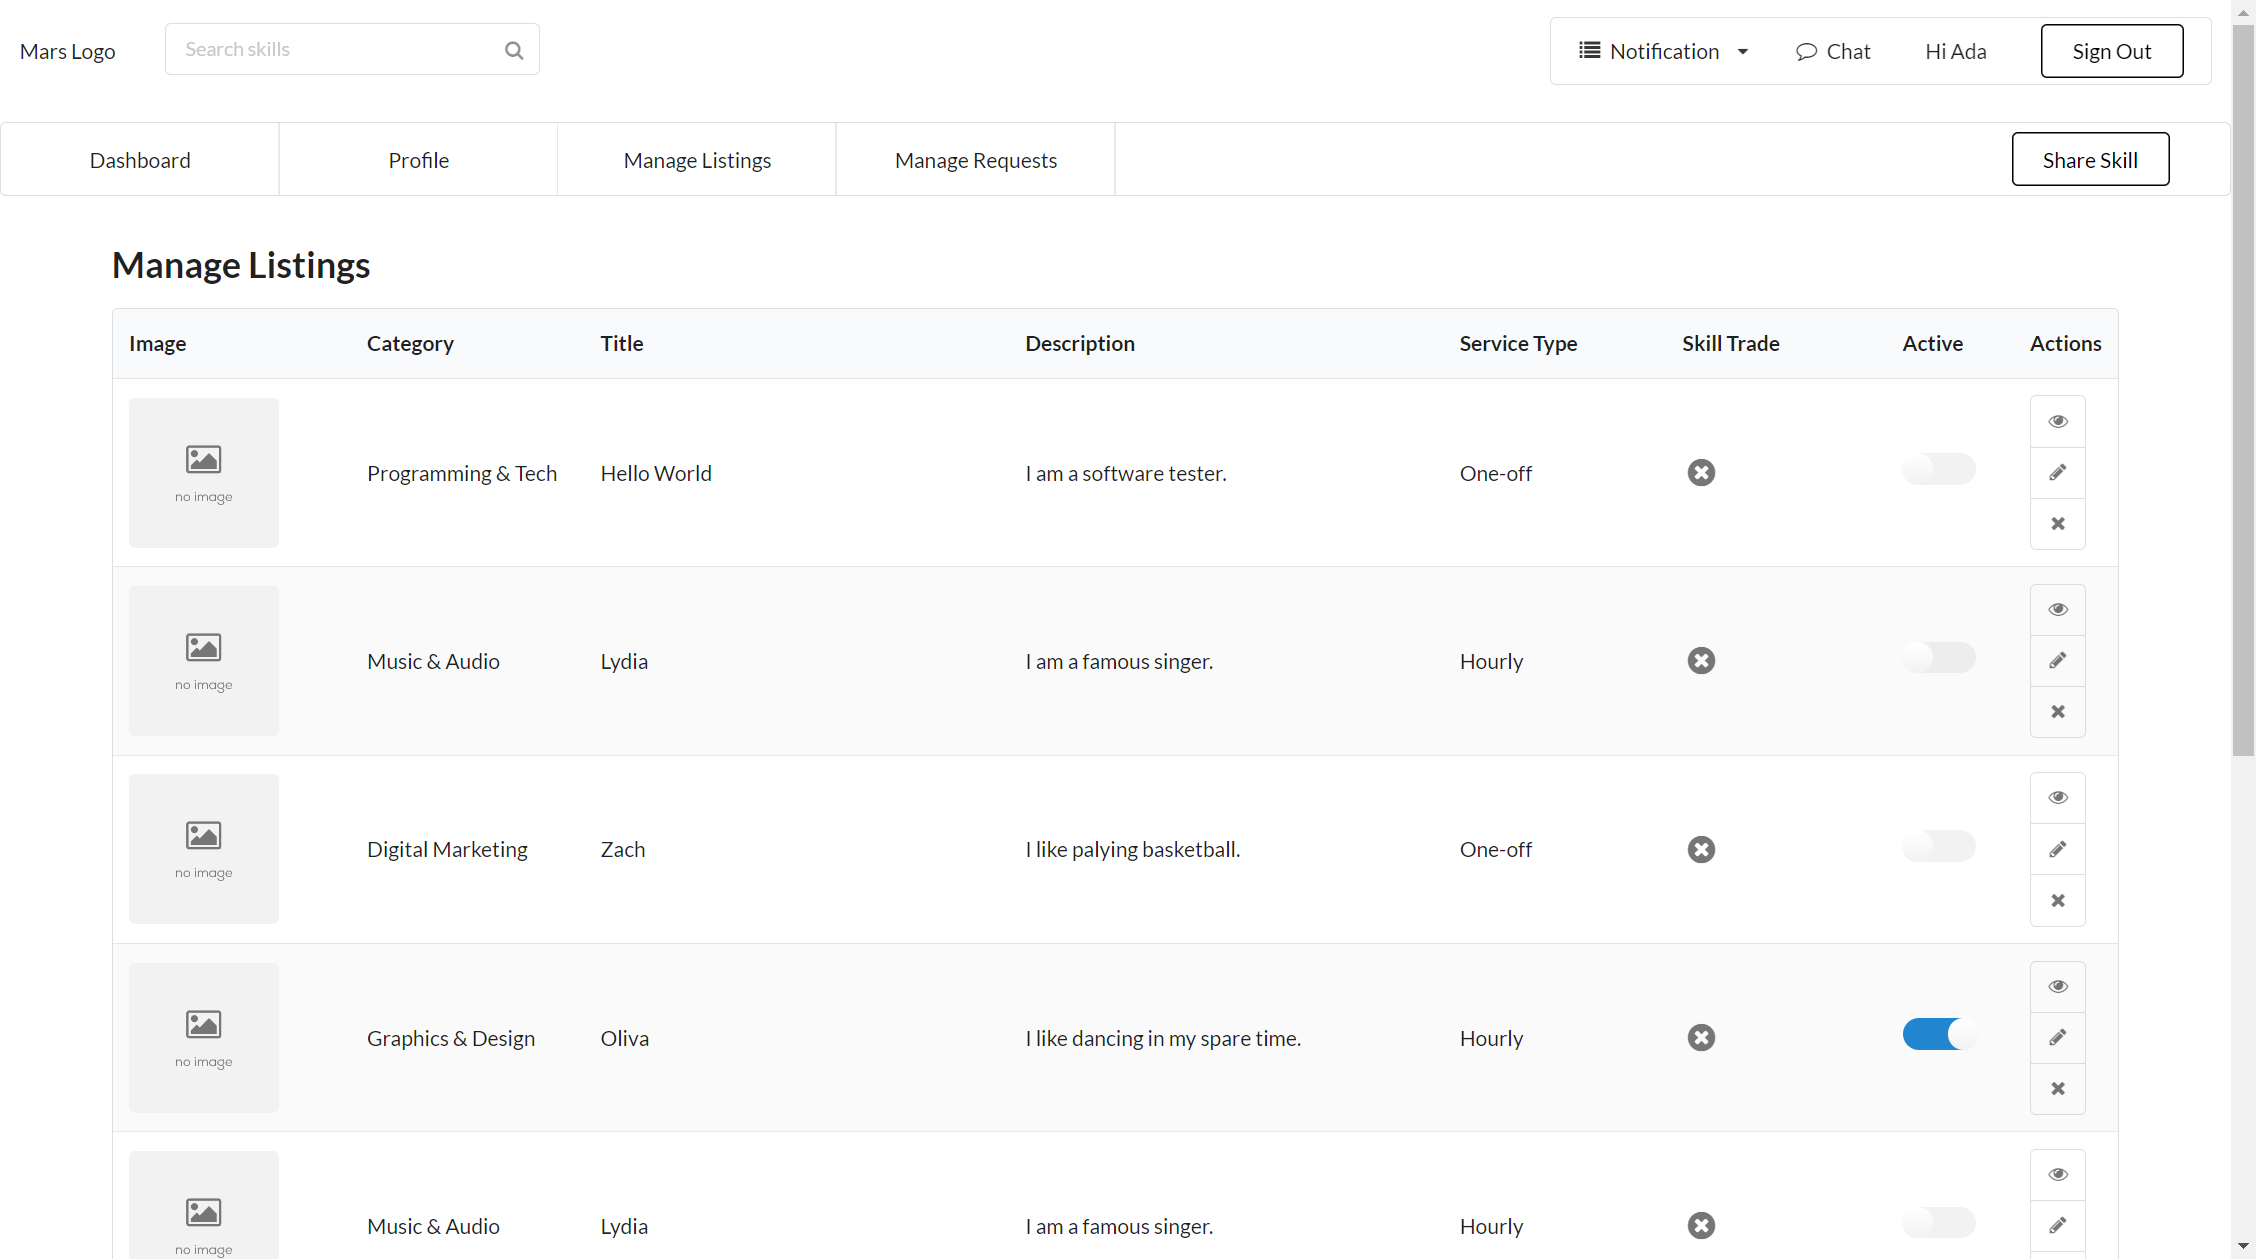 Mars Logo
Search skills
Notification
Chat
Hi Ada
Sign Out
Dashboard
Profile
Manage Listings
Manage Requests
Share Skill
Manage Listings
Image Category Title Description Service Type Skill Trade Active Actions
no image
Programming & Tech Hello World I am a software tester. One-off
no image
Music & Audio Lydia I am a famous singer. Hourly
no image
Digital Marketing Zach I like palying basketball. One-off
no image
Graphics & Design Oliva I like dancing in my spare time. Hourly
no image
Music & Audio Lydia I am a famous singer. Hourly